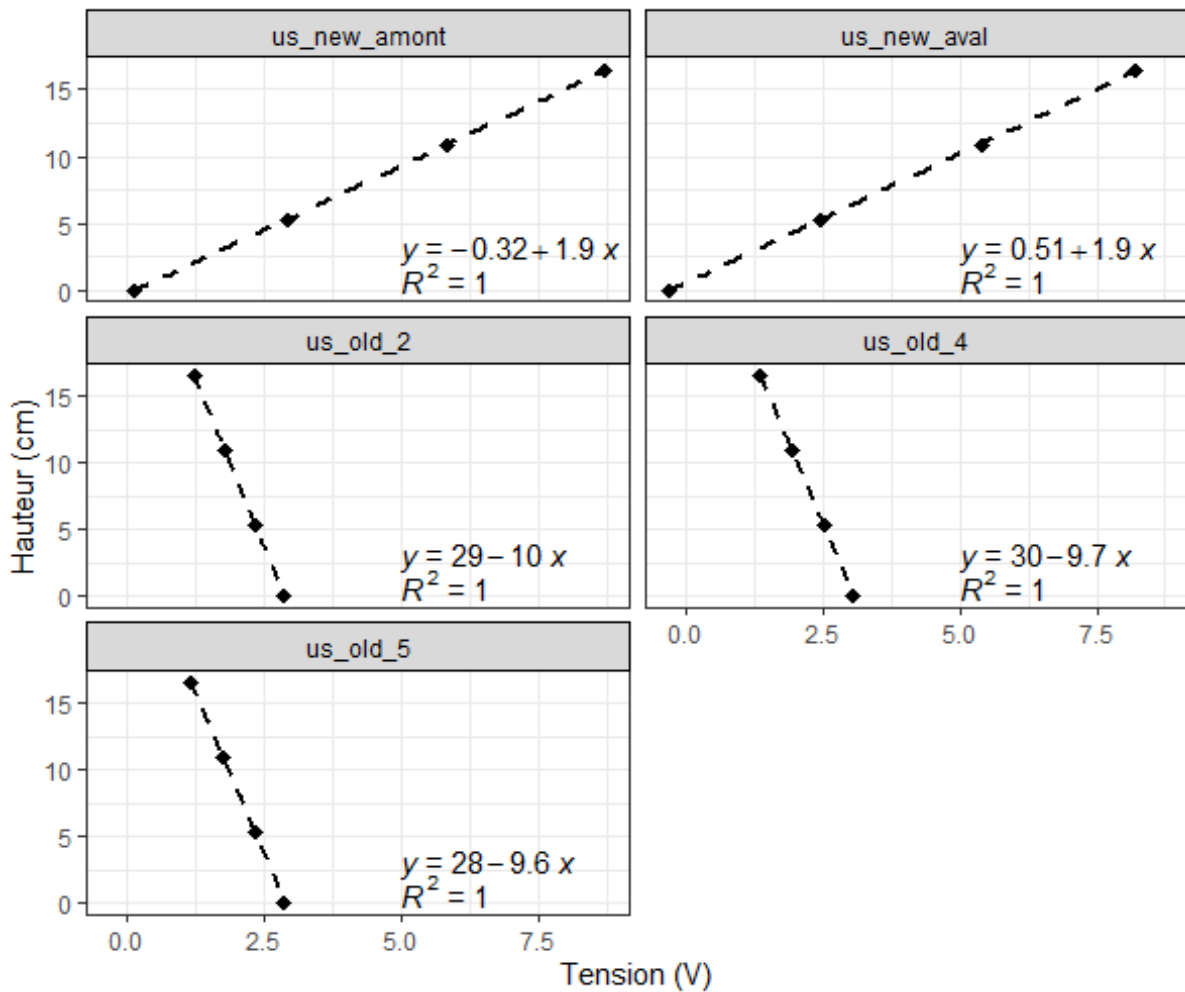 us_new_amont
us_new_aval
15
10
5
0
y = −0.32 + 1.9 x
R² = 1
y = 0.51 + 1.9 x
R² = 1
us_old_2
us_old_4
15
10
5
0
y = 29 − 10 x
R² = 1
y = 30 − 9.7 x
R² = 1
0.0 2.5 5.0 7.5
us_old_5
15
10
5
0
y = 28 − 9.6 x
R² = 1
0.0 2.5 5.0 7.5
Hauteur (cm)
Tension (V)